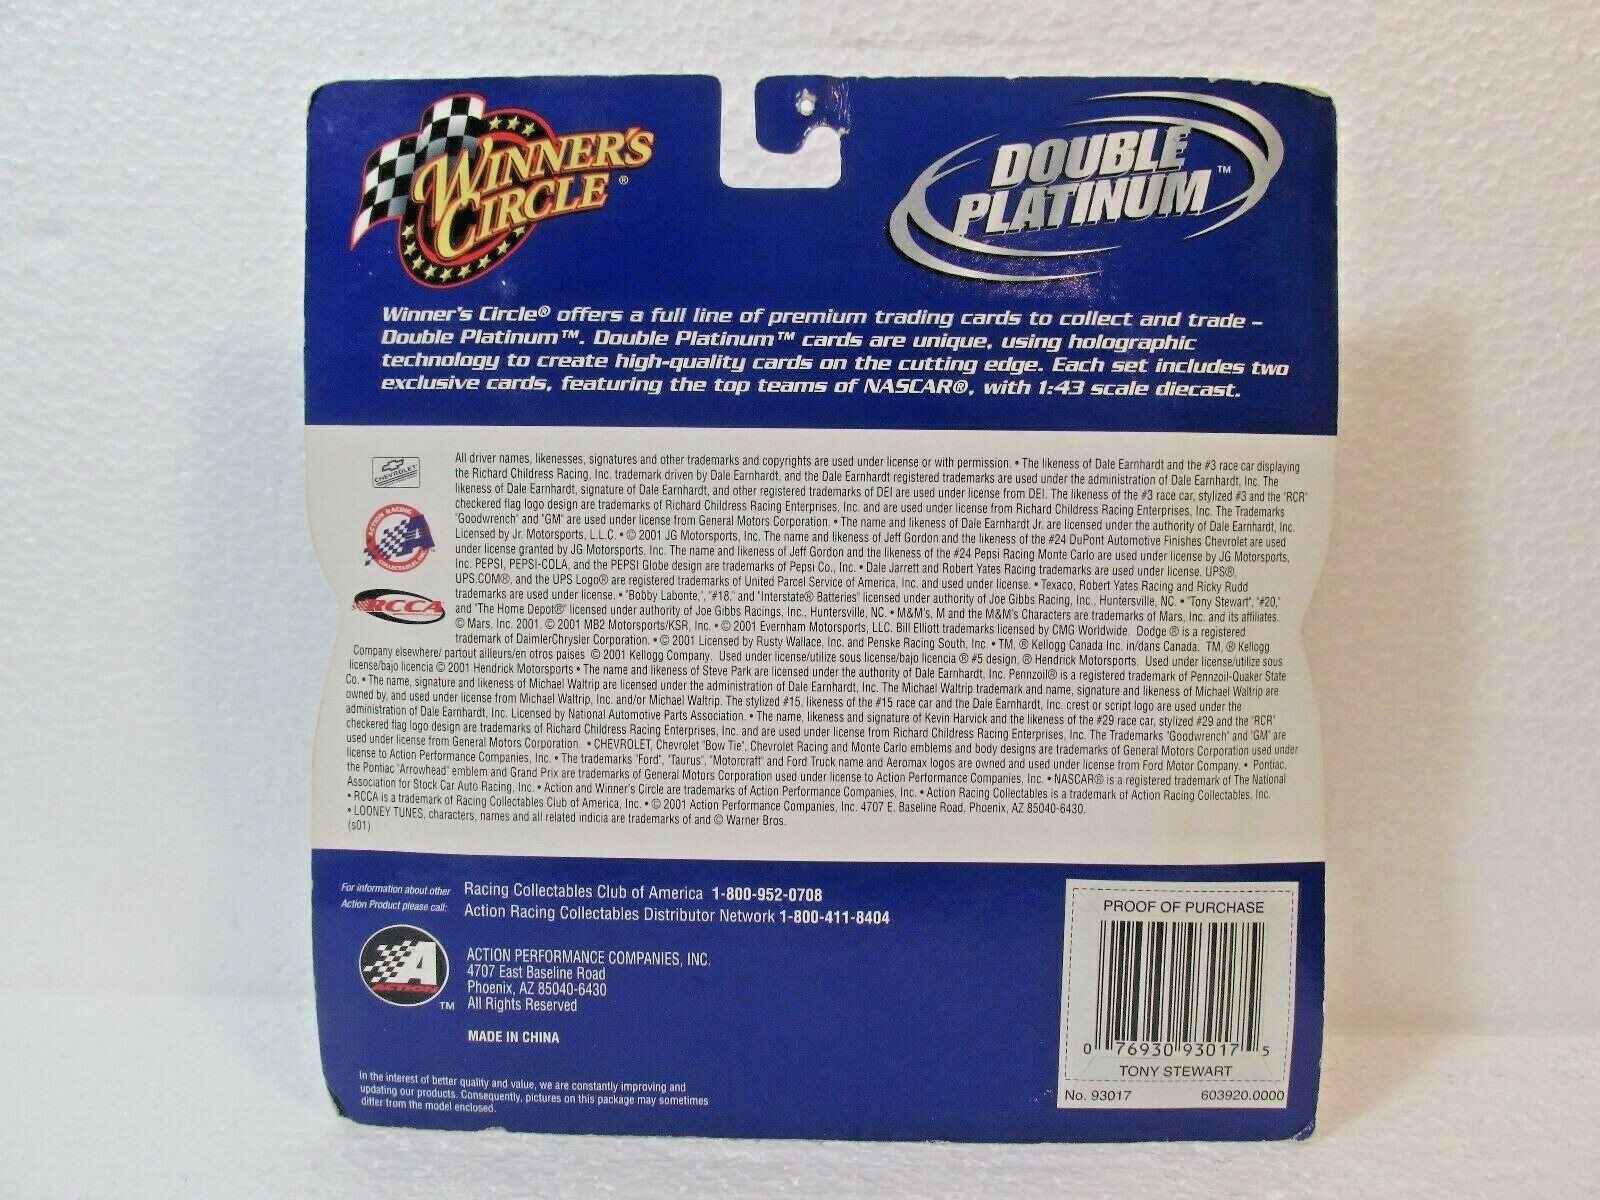 WINNER'S
CIRCLE®
DOUBLE
PLATINUM™
Winner's Circle® offers a full line of premium trading cards to collect and trade –
Double Platinum™. Double Platinum™ cards are unique, using holographic
technology to create high-quality cards on the cutting edge. Each set includes two
exclusive cards, featuring the top teams of NASCAR®, with 1:43 scale diecast.
CHEVROLET
ACTION RACING
COLLECTABLES, INC.
RCCA
All driver names, likenesses, signatures and other trademarks and copyrights are used under license or with permission. • The likeness of Dale Earnhardt and the #3 race car displaying
the Richard Childress Racing, Inc. trademark driven by Dale Earnhardt, and the Dale Earnhardt registered trademarks are used under the administration of Dale Earnhardt, Inc. The
likeness of Dale Earnhardt, signature of Dale Earnhardt, and other registered trademarks of DEI are used under license from DEI. The likeness of the #3 race car, stylized #3 and the "RCR"
checkered flag logo design are trademarks of Richard Childress Racing Enterprises, Inc. and are used under license from Richard Childress Racing Enterprises, Inc. The Trademarks
"Goodwrench" and "GM" are used under license from General Motors Corporation. • The name and likeness of Dale Earnhardt Jr. are licensed under the authority of Dale Earnhardt, Inc.
Licensed by Jr. Motorsports, L.L.C. • © 2001 JG Motorsports, Inc. The name and likeness of Jeff Gordon and the likeness of the #24 DuPont Automotive Finishes Chevrolet are used
under license granted by JG Motorsports, Inc. The name and likeness of Jeff Gordon and the likeness of the #24 Pepsi Racing Monte Carlo are used under license by JG Motorsports,
Inc. PEPSI, PEPSI-COLA, and the PEPSI Globe design are trademarks of Pepsi Co., Inc. • Dale Jarrett and Robert Yates Racing trademarks are used under license. UPS®,
UPS.COM®, and the UPS Logo® are registered trademarks of United Parcel Service of America, Inc. and used under license. • Texaco, Robert Yates Racing and Ricky Rudd
trademarks are used under license. • "Bobby Labonte,", "#18," and "Interstate® Batteries" licensed under authority of Joe Gibbs Racing, Inc., Huntersville, NC. • "Tony Stewart", "#20,"
and "The Home Depot®" licensed under authority of Joe Gibbs Racings, Inc., Huntersville, NC. • M&M's, M and the M&M's Characters are trademarks of Mars, Inc. and its affiliates.
© Mars, Inc. 2001. © 2001 MB2 Motorsports/KSR, Inc. • © 2001 Evernham Motorsports, LLC. Bill Elliott trademarks licensed by CMG Worldwide. Dodge ® is a registered
trademark of DaimlerChrysler Corporation. • © 2001 Licensed by Rusty Wallace, Inc. and Penske Racing South, Inc. • TM, ® Kellogg Canada Inc. in/dans Canada. TM, ® Kellogg
Company elsewhere/ partout ailleurs/en otros paises © 2001 Kellogg Company. Used under license/utilize sous license/bajo licencia ® #5 design, ® Hendrick Motorsports. Used under license/utilize sous
license/bajo licencia © 2001 Hendrick Motorsports • The name and likeness of Steve Park are licensed under the authority of Dale Earnhardt, Inc. Pennzoil® is a registered trademark of Pennzoil-Quaker State
Co. • The name, signature and likeness of Michael Waltrip are licensed under the administration of Dale Earnhardt, Inc. The Michael Waltrip trademark and name, signature and likeness of Michael Waltrip are
owned by, and used under license from Michael Waltrip, Inc. and/or Michael Waltrip. The stylized #15, likeness of the #15 race car and the Dale Earnhardt, Inc. crest or script logo are used under the
administration of Dale Earnhardt, Inc. Licensed by National Automotive Parts Association. • The name, likeness and signature of Kevin Harvick and the likeness of the #29 race car, stylized #29 and the "RCR"
checkered flag logo design are trademarks of Richard Childress Racing Enterprises, Inc. and are used under license from Richard Childress Racing Enterprises, Inc. The Trademarks "Goodwrench" and "GM" are
used under license from General Motors Corporation. • CHEVROLET, Chevrolet "Bow Tie", Chevrolet Racing and Monte Carlo emblems and body designs are trademarks of General Motors Corporation used under
license to Action Performance Companies, Inc. • The trademarks "Ford", "Taurus", "Motorcraft" and Ford Truck name and Aeromax logos are owned and used under license from Ford Motor Company. • Pontiac,
the Pontiac "Arrowhead" emblem and Grand Prix are trademarks of General Motors Corporation used under license to Action Performance Companies, Inc. • NASCAR® is a registered trademark of The National
Association for Stock Car Auto Racing, Inc. • Action and Winner's Circle are trademarks of Action Performance Companies, Inc. • Action Racing Collectables is a trademark of Action Racing Collectables, Inc.
• RCCA is a trademark of Racing Collectables Club of America, Inc. • © 2001 Action Performance Companies, Inc. 4707 E. Baseline Road, Phoenix, AZ 85040-6430.
• LOONEY TUNES, characters, names and all related indicia are trademarks of and © Warner Bros.
(s01)
For information about other
Action Product please call:
Racing Collectables Club of America 1-800-952-0708
Action Racing Collectables Distributor Network 1-800-411-8404
A
ACTION
TM
ACTION PERFORMANCE COMPANIES, INC.
4707 East Baseline Road
Phoenix, AZ 85040-6430
All Rights Reserved
MADE IN CHINA
In the interest of better quality and value, we are constantly improving and
updating our products. Consequently, pictures on this package may sometimes
differ from the model enclosed.
PROOF OF PURCHASE
0 76930 93017 5
TONY STEWART
No. 93017 603920.0000